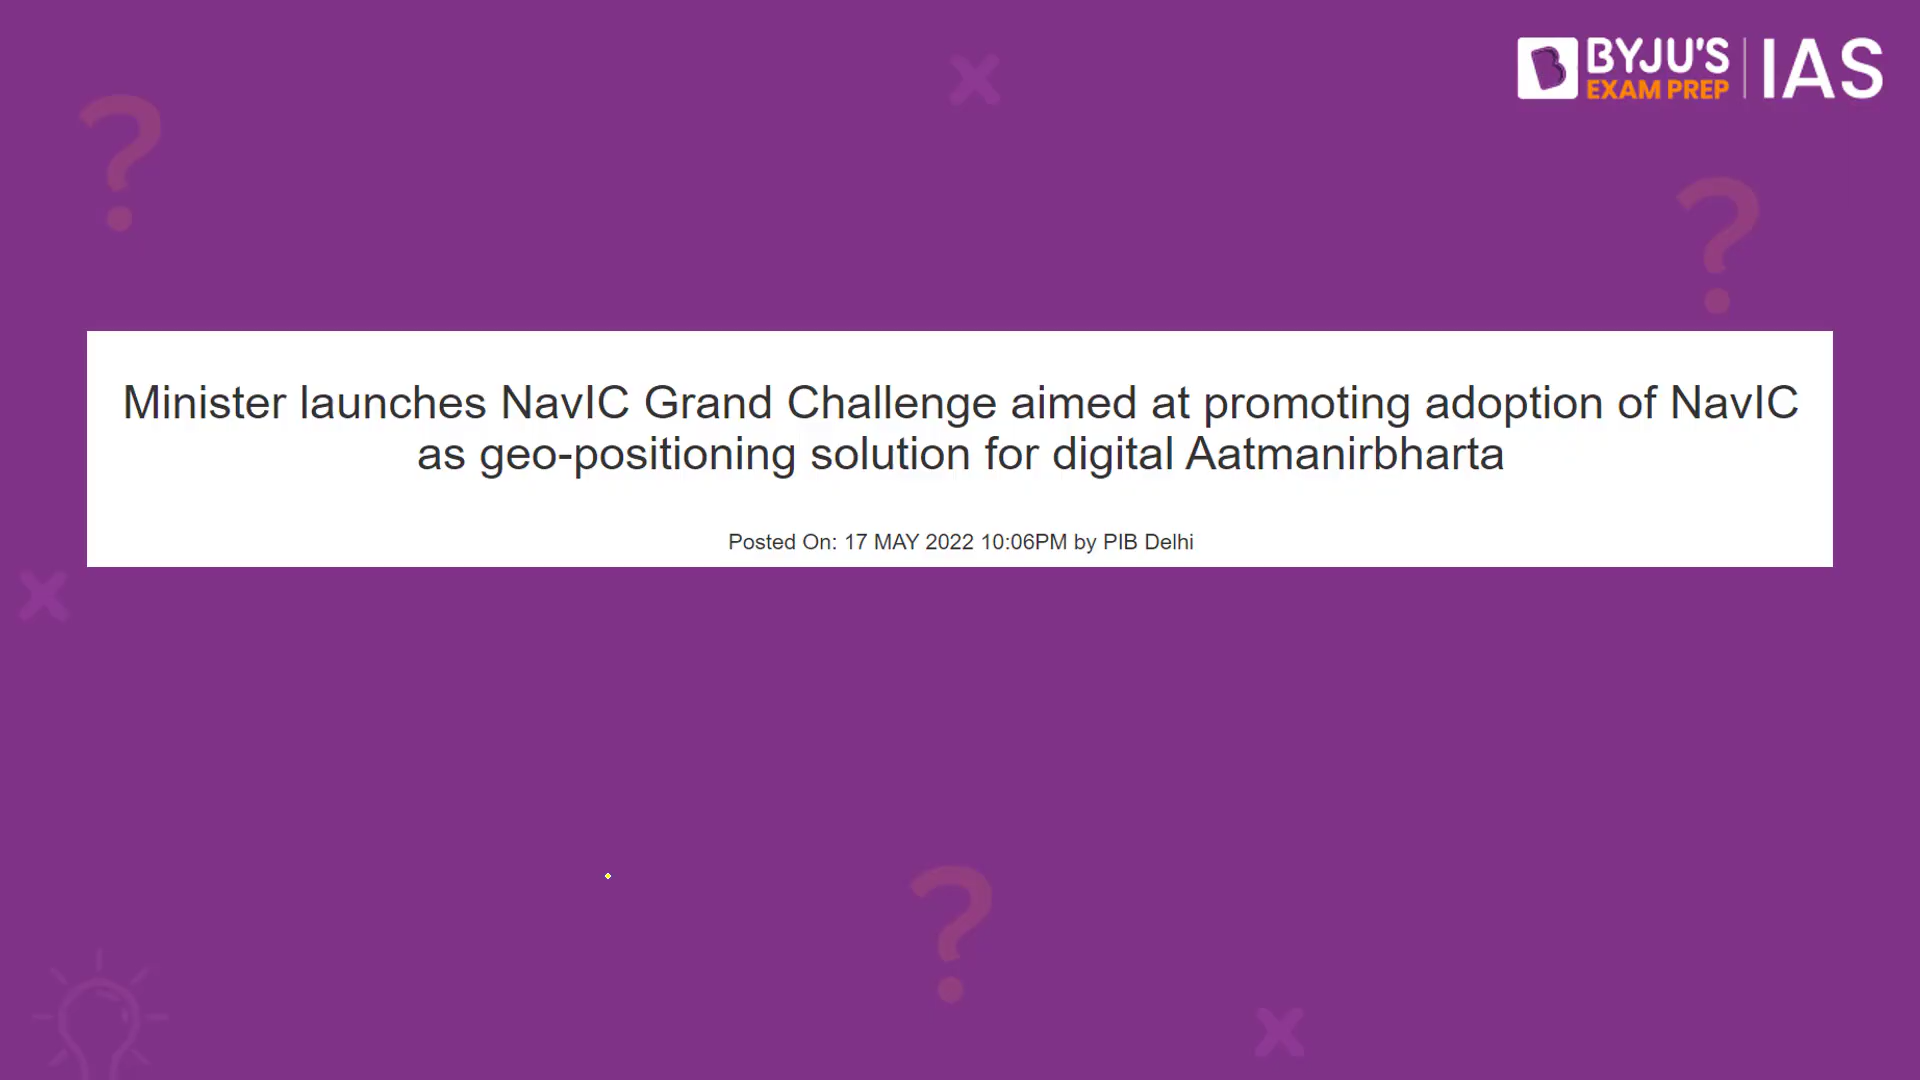 BYJU'S
EXAM PREP
IAS
Minister launches NavIC Grand Challenge aimed at promoting adoption of NavIC
as geo-positioning solution for digital Aatmanirbharta
Posted On: 17 MAY 2022 10:06PM by PIB Delhi